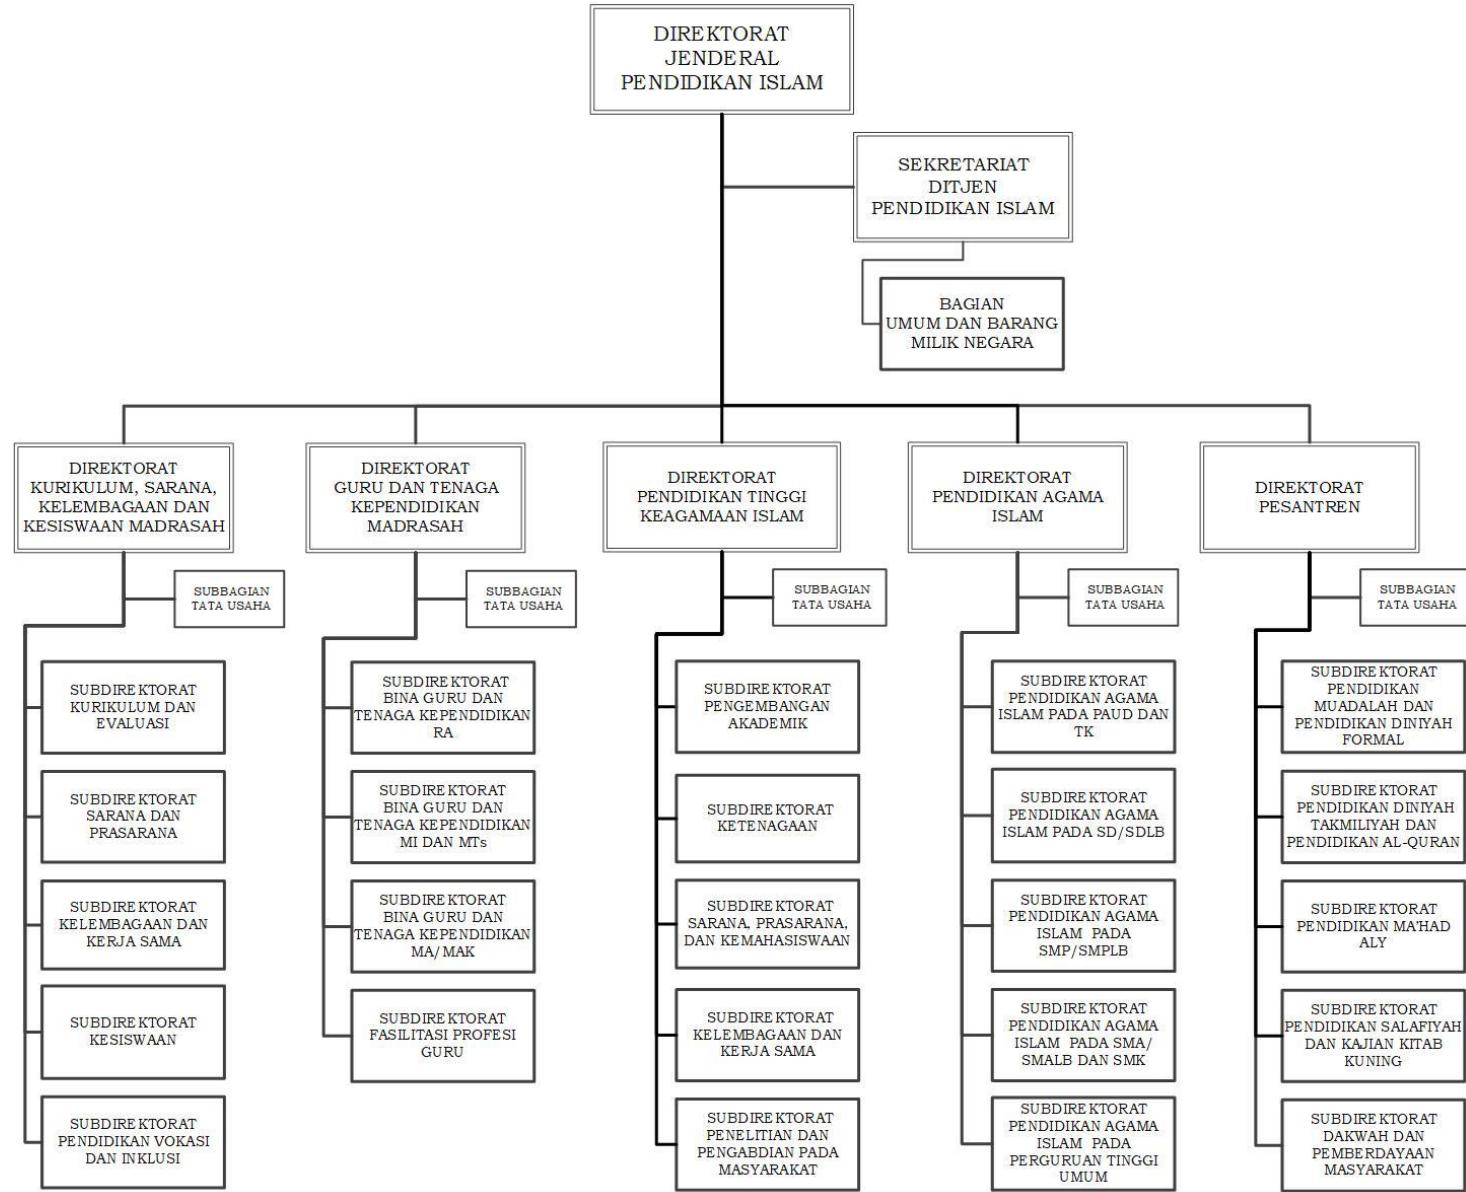 DIREKTORAT
JENDERAL
PENDIDIKAN ISLAM
SEKRETARIAT
DITJEN
PENDIDIKAN ISLAM
BAGIAN
UMUM DAN BARANG
MILIK NEGARA
DIREKTORAT
KURIKULUM, SARANA,
KELEMBAGAAN DAN
KESISWAAN MADRASAH
SUBBAGIAN
TATA USAHA
SUBDIREKTORAT
KURIKULUM DAN
EVALUASI
SUBDIREKTORAT
SARANA DAN
PRASARANA
SUBDIREKTORAT
KELEMBAGAAN DAN
KERJA SAMA
SUBDIREKTORAT
KESISWAAN
SUBDIREKTORAT
PENDIDIKAN VOKASI
DAN INKLUSI
DIREKTORAT
GURU DAN TENAGA
KEPENDIDIKAN
MADRASAH
SUBBAGIAN
TATA USAHA
SUBDIREKTORAT
BINA GURU DAN
TENAGA KEPENDIDIKAN
RA
SUBDIREKTORAT
BINA GURU DAN
TENAGA KEPENDIDIKAN
MI DAN MTs
SUBDIREKTORAT
BINA GURU DAN
TENAGA KEPENDIDIKAN
MA/MAK
SUBDIREKTORAT
FASILITASI PROFESI
GURU
DIREKTORAT
PENDIDIKAN TINGGI
KEAGAMAAN ISLAM
SUBBAGIAN
TATA USAHA
SUBDIREKTORAT
PENGEMBANGAN
AKADEMIK
SUBDIREKTORAT
KETENAGAAN
SUBDIREKTORAT
SARANA, PRASARANA,
DAN KEMAHASISWAAN
SUBDIREKTORAT
KELEMBAGAAN DAN
KERJA SAMA
SUBDIREKTORAT
PENELITIAN DAN
PENGABDIAN PADA
MASYARAKAT
DIREKTORAT
PENDIDIKAN AGAMA
ISLAM
SUBBAGIAN
TATA USAHA
SUBDIREKTORAT
PENDIDIKAN AGAMA
ISLAM PADA PAUD DAN
TK
SUBDIREKTORAT
PENDIDIKAN AGAMA
ISLAM PADA SD/SDLB
SUBDIREKTORAT
PENDIDIKAN AGAMA
ISLAM PADA
SMP/SMPLB
SUBDIREKTORAT
PENDIDIKAN AGAMA
ISLAM PADA SMA/
SMALB DAN SMK
SUBDIREKTORAT
PENDIDIKAN AGAMA
ISLAM PADA
PERGURUAN TINGGI
UMUM
DIREKTORAT
PESANTREN
SUBBAGIAN
TATA USAHA
SUBDIREKTORAT
PENDIDIKAN
MUADALAH DAN
PENDIDIKAN DINIYAH
FORMAL
SUBDIREKTORAT
PENDIDIKAN DINIYAH
TAKMILIYAH DAN
PENDIDIKAN AL-QURAN
SUBDIREKTORAT
PENDIDIKAN MA'HAD
ALY
SUBDIREKTORAT
PENDIDIKAN SALAFIYAH
DAN KAJIAN KITAB
KUNING
SUBDIREKTORAT
DAKWAH DAN
PEMBERDAYAAN
MASYARAKAT